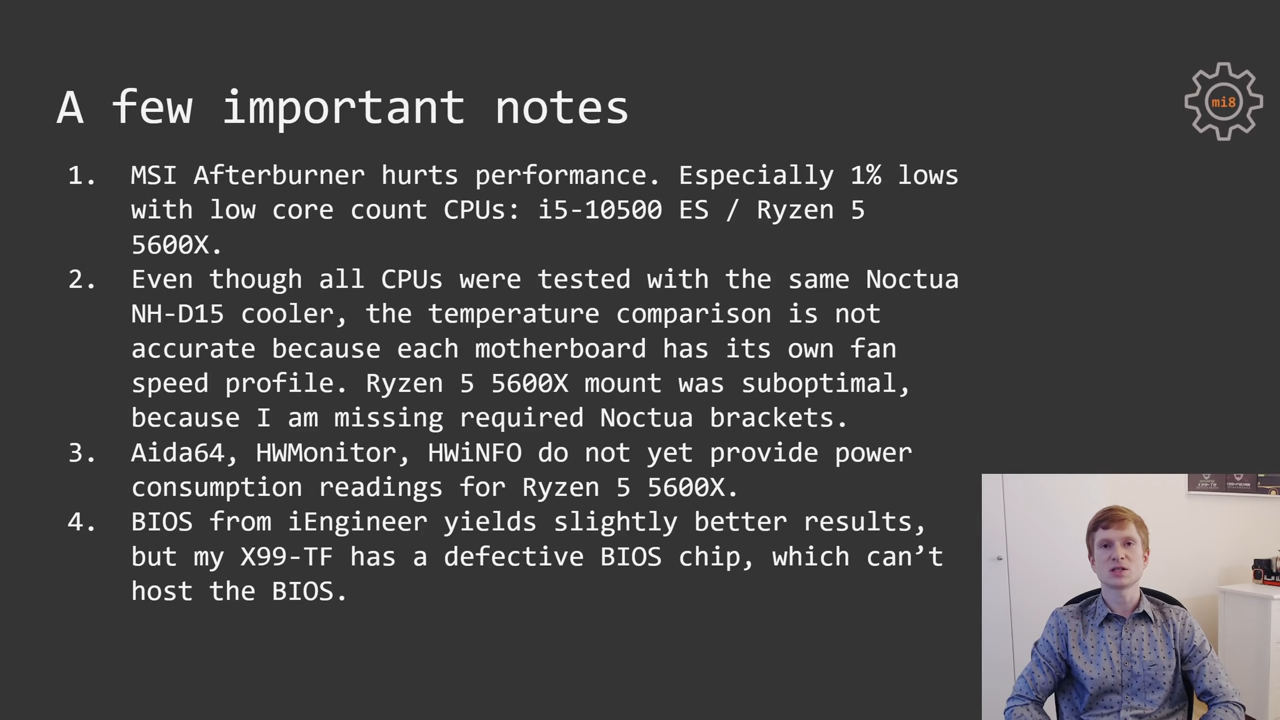 A few important notes
mi8
1. MSI Afterburner hurts performance. Especially 1% lows
with low core count CPUs: i5-10500 ES / Ryzen 5
5600X.
2. Even though all CPUs were tested with the same Noctua
NH-D15 cooler, the temperature comparison is not
accurate because each motherboard has its own fan
speed profile. Ryzen 5 5600X mount was suboptimal,
because I am missing required Noctua brackets.
3. Aida64, HWMonitor, HWiNFO do not yet provide power
consumption readings for Ryzen 5 5600X.
4. BIOS from iEngineer yields slightly better results,
but my X99-TF has a defective BIOS chip, which can’t
host the BIOS.